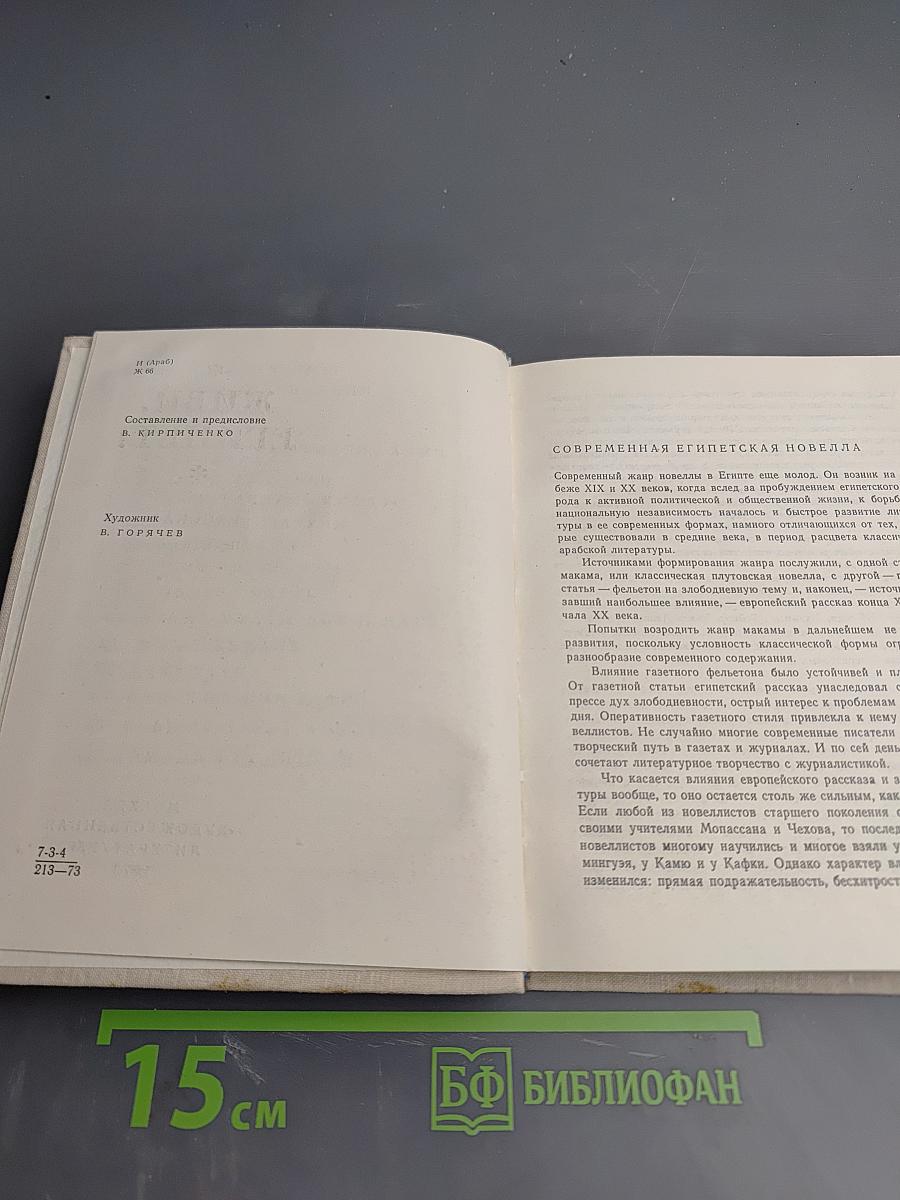 И (Араб)
Ж 66
Составление и предисловие
В. КИРПИЧЕНКО
Художник
В. ГОРЯЧЕВ
7-3-4
213—73
СОВРЕМЕННАЯ ЕГИПЕТСКАЯ НОВЕЛЛА
Современный жанр новеллы в Египте еще молод. Он возник на
беже XIX и XX веков, когда вслед за пробуждением египетского
рода к активной политической и общественной жизни, к борьб
национальную независимость началось и быстрое развитие ли
туры в ее современных формах, намного отличающихся от тех,
рые существовали в средние века, в период расцвета класси
арабской литературы.
Источниками формирования жанра послужили, с одной с
макама, или классическая плутовская новелла, с другой —
статья — фельетон на злободневную тему и, наконец, — источ
завший наибольшее влияние, — европейский рассказ конца X
чала XX века.
Попытки возродить жанр макамы в дальнейшем не
развития, поскольку условность классической формы огр
разнообразие современного содержания.
Влияние газетного фельетона было устойчивей и пл
От газетной статьи египетский рассказ унаследовал
прессе дух злободневности, острый интерес к проблемам
дня. Оперативность газетного стиля привлекла к нему
веллистов. Не случайно многие современные писатели
творческий путь в газетах и журналах. И по сей день
сочетают литературное творчество с журналистикой.
Что касается влияния европейского рассказа и з
туры вообще, то оно остается столь же сильным, как
Если любой из новеллистов старшего поколения
своими учителями Мопассана и Чехова, то послед
новеллистов многому научились и многое взяли у
мингуэя, у Камю и у Кафки. Однако характер вл
изменился: прямая подражательность, бесхитрост
15 см
БФ БИБЛИОФАН